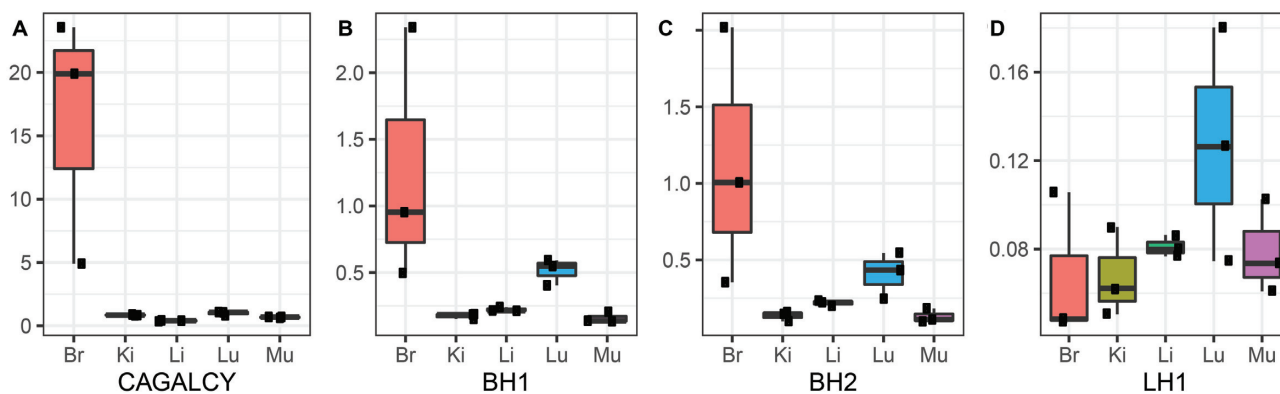 A
20
15
10
5
0
Br Ki Li Lu Mu
CAGALCY
B
2.0
1.5
1.0
0.5
Br Ki Li Lu Mu
BH1
C
1.5
1.0
0.5
Br Ki Li Lu Mu
BH2
D
0.16
0.12
0.08
Br Ki Li Lu Mu
LH1